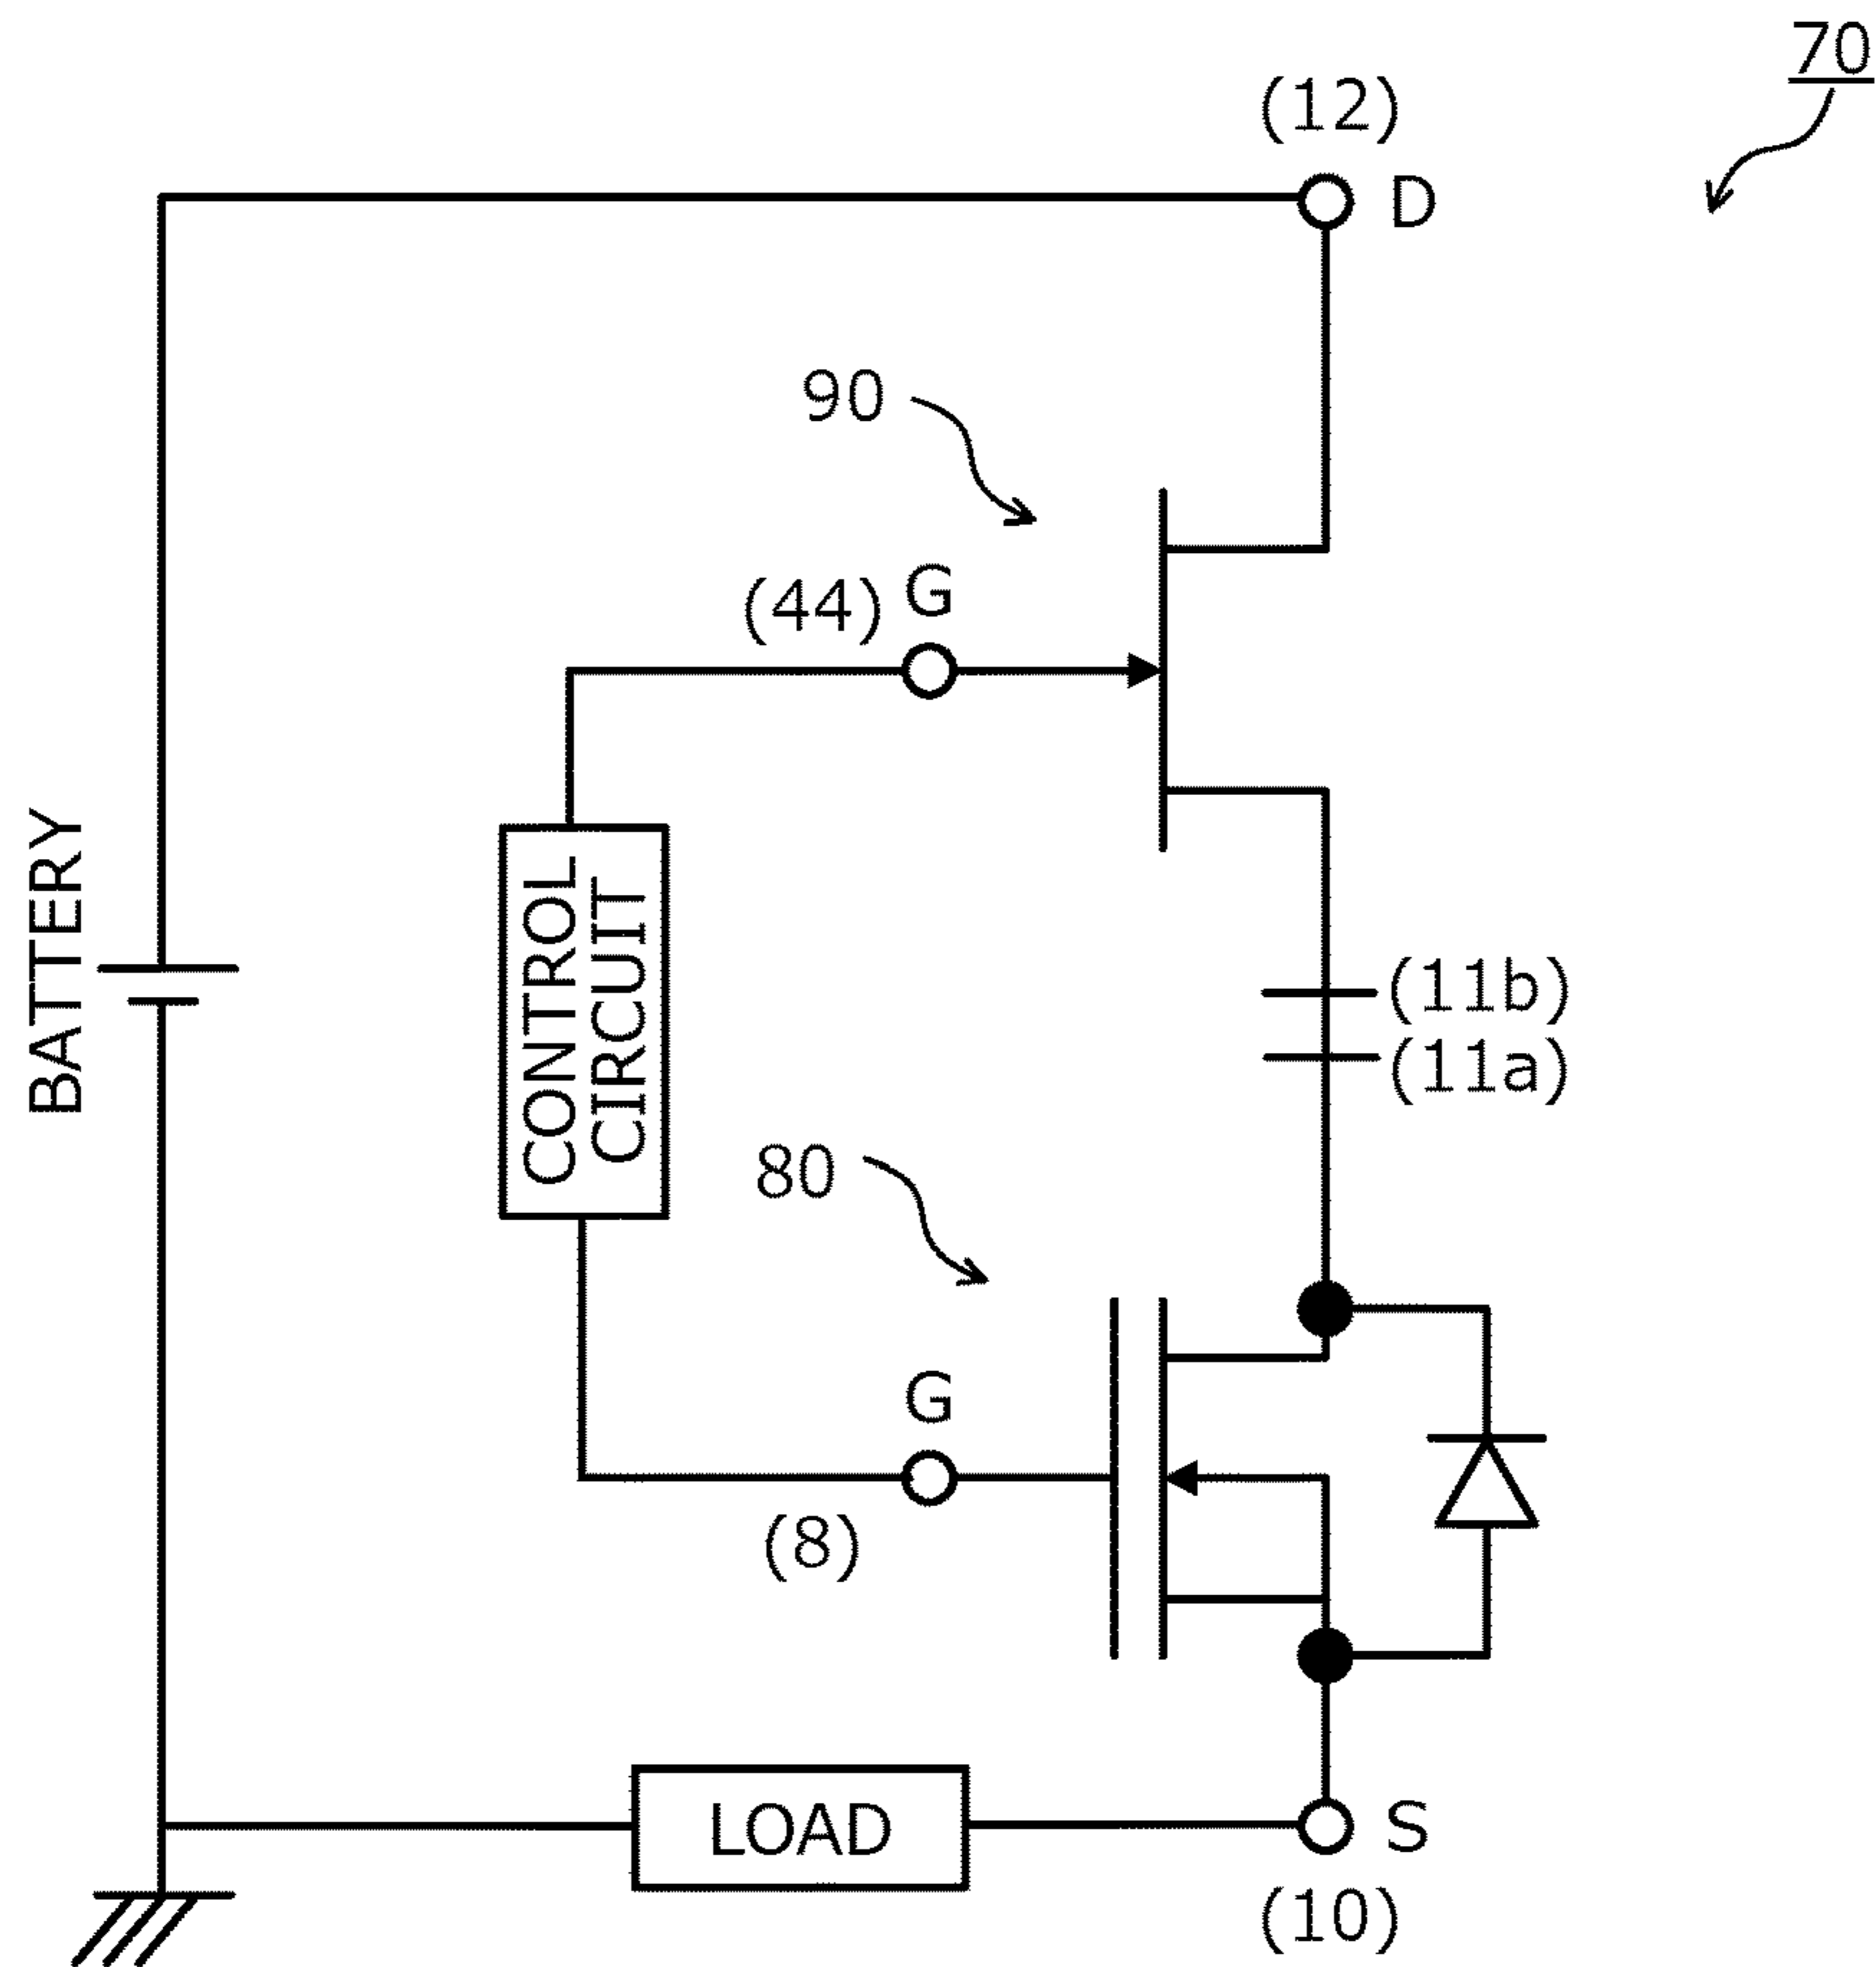 70
(12)
D
90
(44)
G
BATTERY
CONTROL
CIRCUIT
(11b)
(11a)
80
G
(8)
LOAD
S
(10)